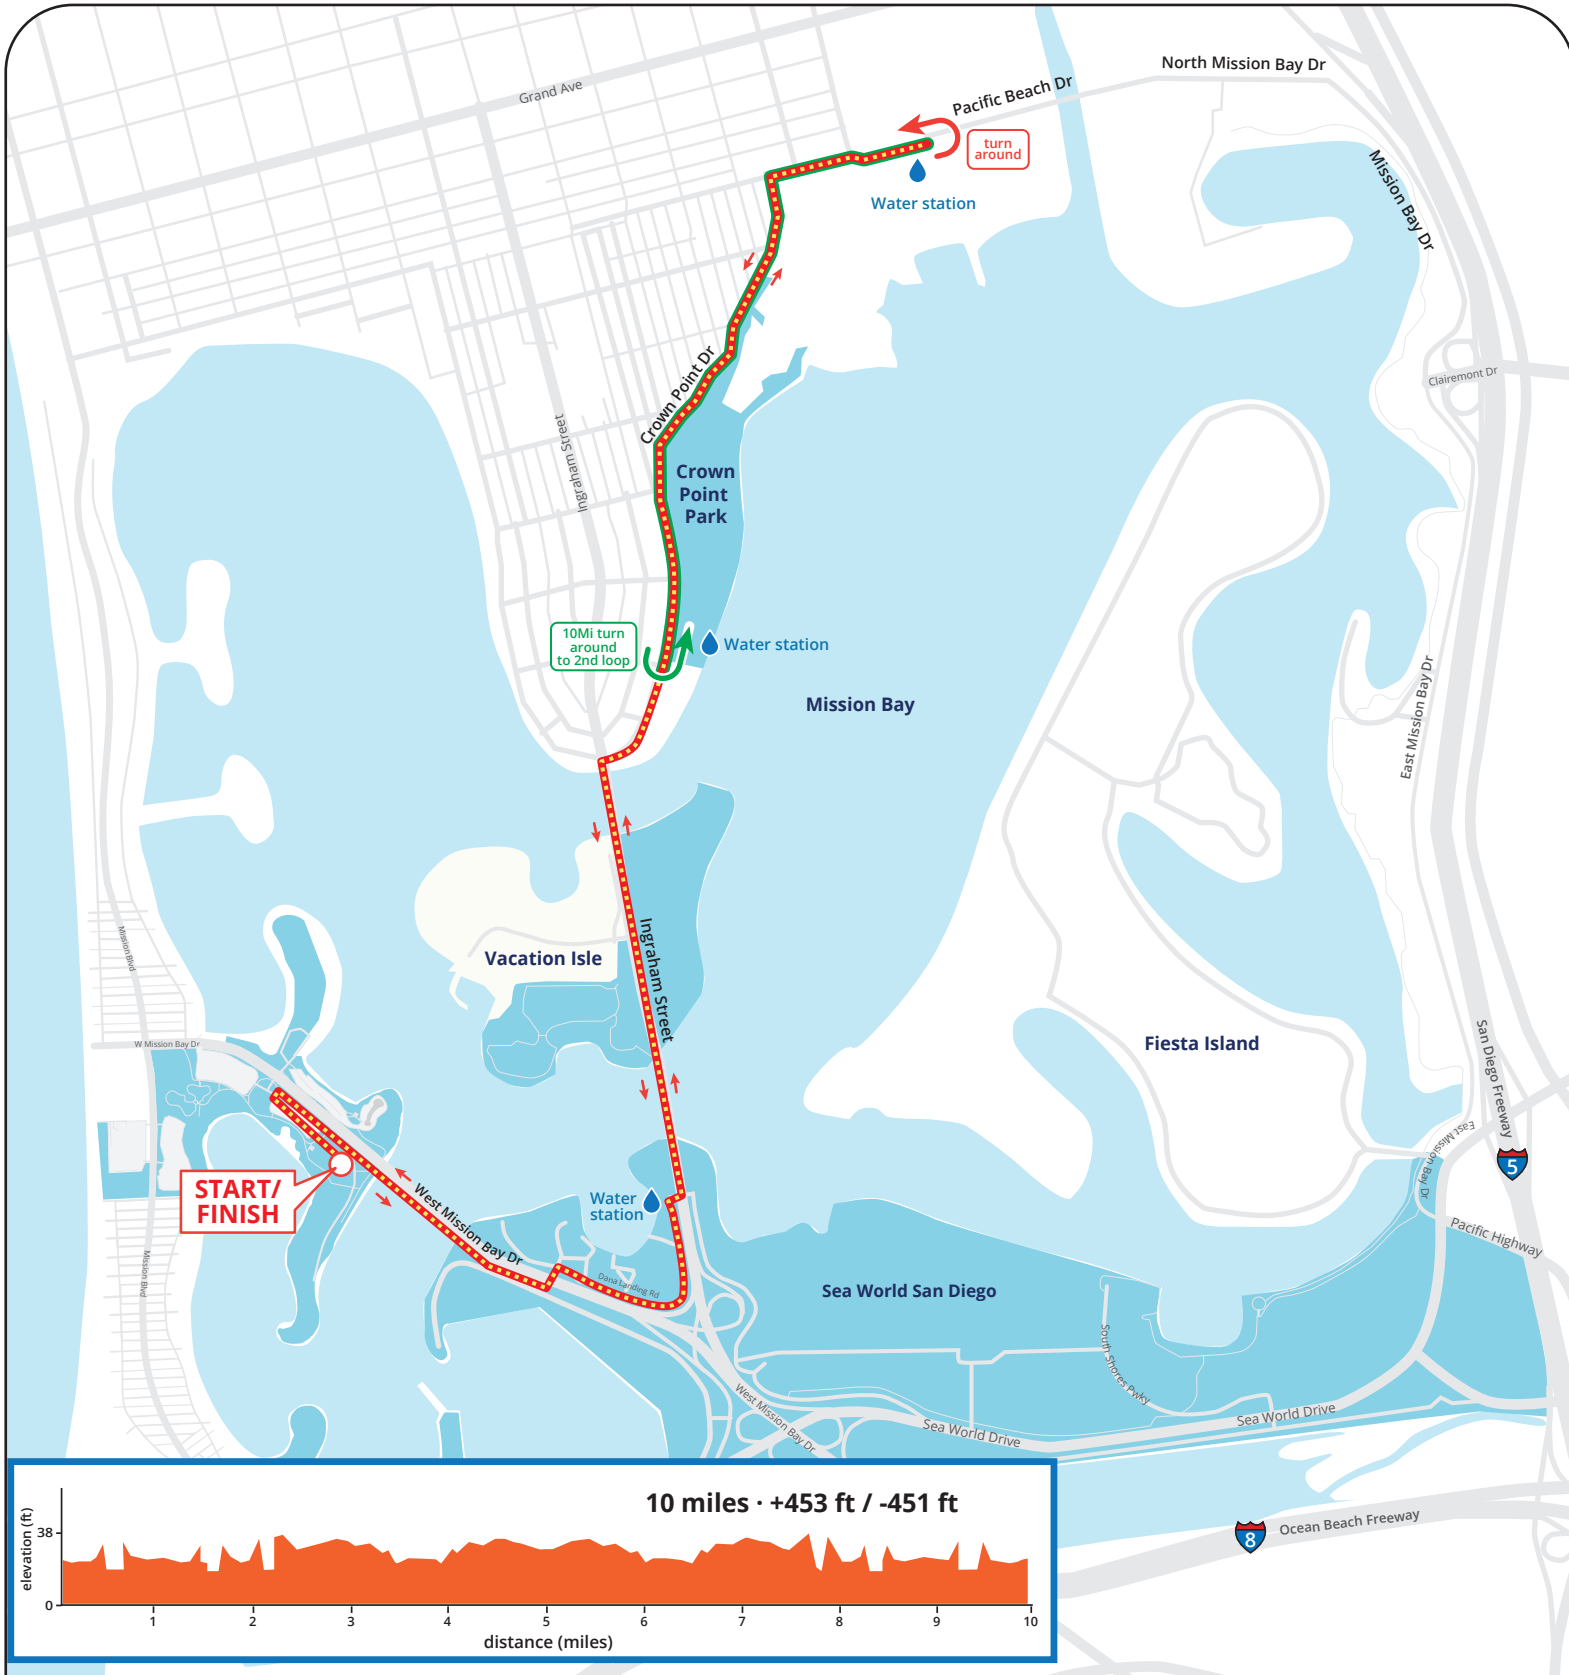 North Mission Bay Dr
Pacific Beach Dr
Grand Ave
turn
around
Mission Bay Dr
Water station
Crown Point Dr
Clairemont Dr
Ingraham Street
Crown
Point
Park
10Mi turn
around
to 2nd loop
Water station
Mission Bay
East Mission Bay Dr
Mission Blvd
Ingraham Street
Vacation Isle
W Mission Bay Dr
Fiesta Island
San Diego Freeway
East Mission Bay Dr
5
START/
FINISH
West Mission Bay Dr
Water
station
Pacific Highway
Mission Blvd
Dana Landing Rd
Sea World San Diego
South Shores Pwky
West Mission Bay Dr
Sea World Drive
Sea World Drive
10 miles · +453 ft / -451 ft
8
Ocean Beach Freeway
elevation (ft)
38
0
1 2 3 4 5 6 7 8 9 10
distance (miles)